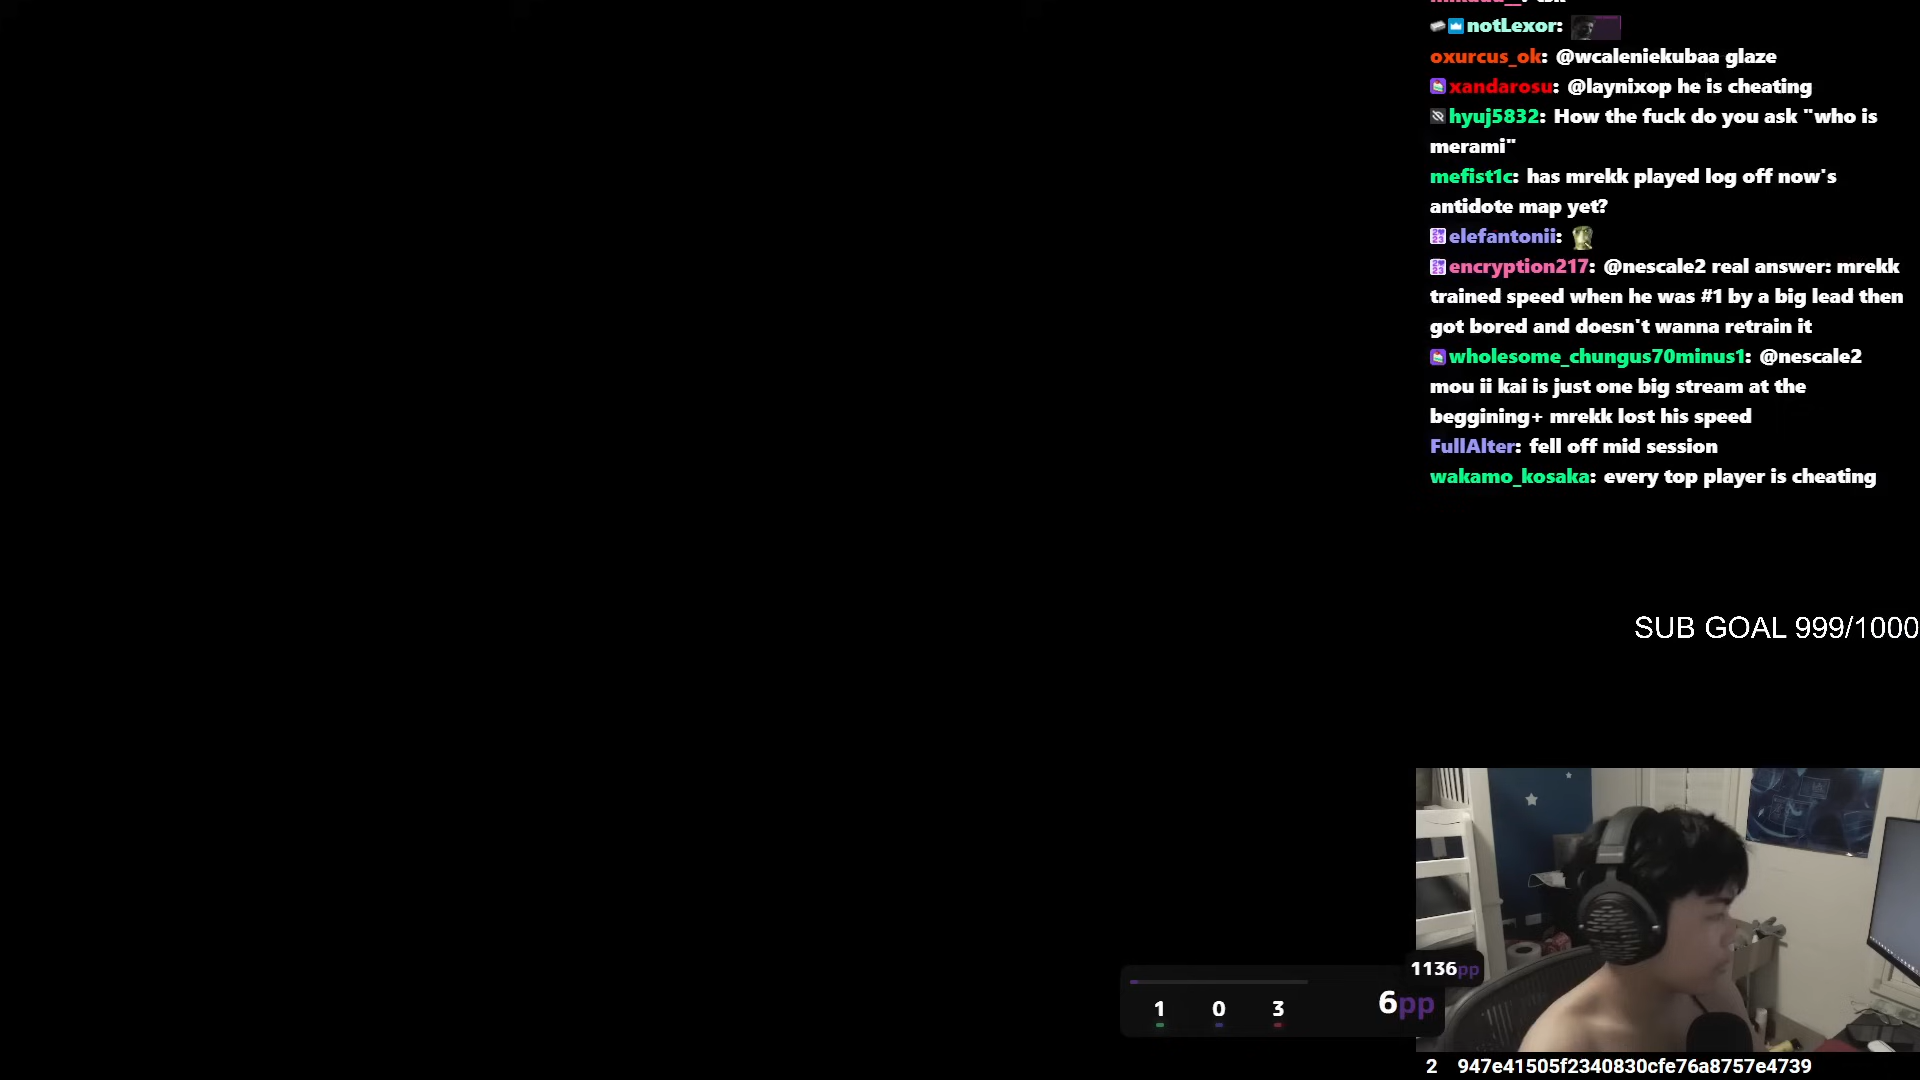 notLexor:
oxurcus_ok: @wcaleniekubaa glaze
xandarosu: @laynixop he is cheating
hyuj5832: How the fuck do you ask "who is
merami"
mefist1c: has mrekk played log off now's
antidote map yet?
elefantonii:
encryption217: @nescale2 real answer: mrekk
trained speed when he was #1 by a big lead then
got bored and doesn't wanna retrain it
wholesome_chungus70minus1: @nescale2
mou ii kai is just one big stream at the
beggining+ mrekk lost his speed
FullAlter: fell off mid session
wakamo_kosaka: every top player is cheating
SUB GOAL 999/1000
1136pp
1 0 3 6pp
2 947e41505f2340830cfe76a8757e4739